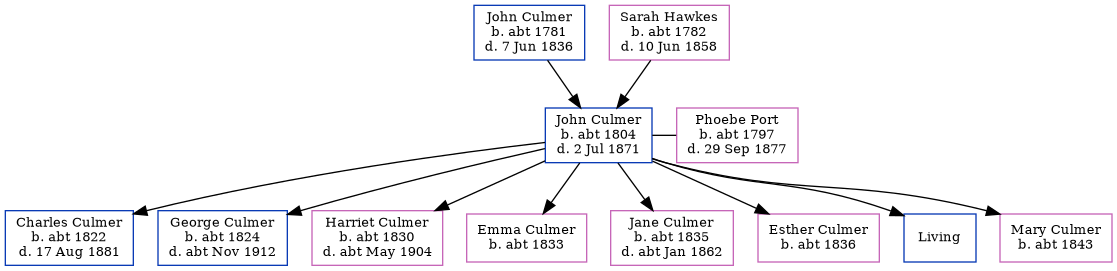 John Culmer
b. abt 1781
d. 7 Jun 1836
Sarah Hawkes
b. abt 1782
d. 10 Jun 1858
John Culmer
b. abt 1804
d. 2 Jul 1871
Phoebe Port
b. abt 1797
d. 29 Sep 1877
Charles Culmer
b. abt 1822
d. 17 Aug 1881
George Culmer
b. abt 1824
d. abt Nov 1912
Harriet Culmer
b. abt 1830
d. abt May 1904
Emma Culmer
b. abt 1833
Jane Culmer
b. abt 1835
d. abt Jan 1862
Esther Culmer
b. abt 1836
Living
Mary Culmer
b. abt 1843